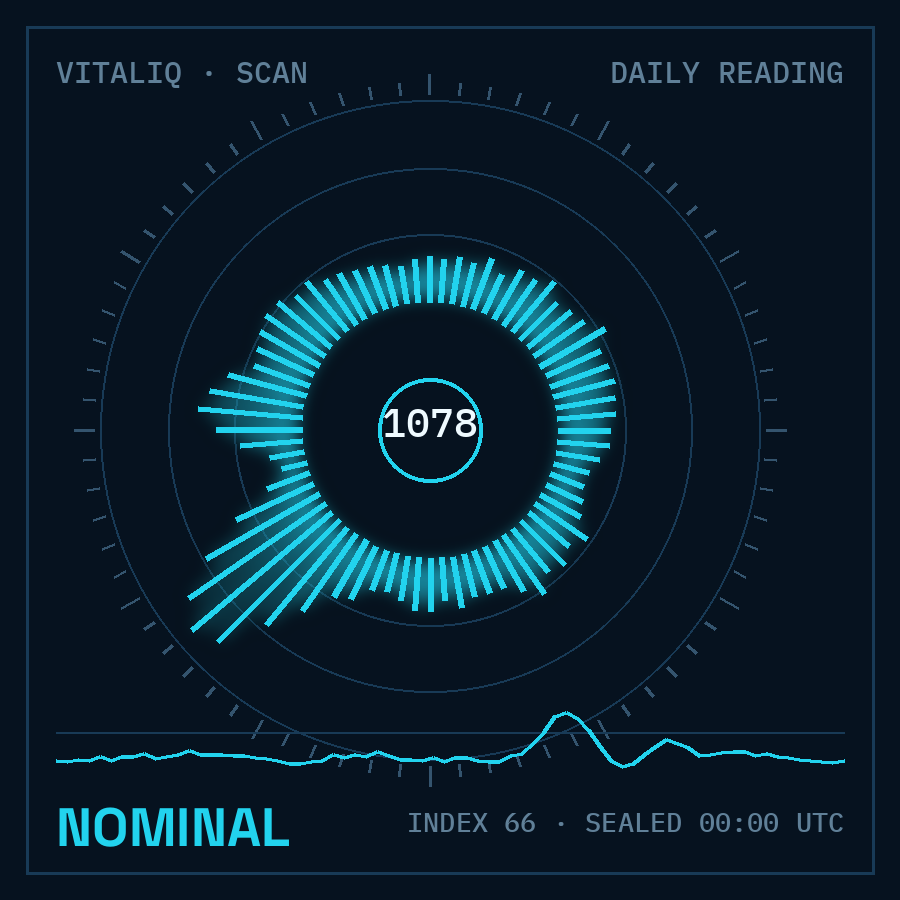 VITALIQ · SCAN
DAILY READING
1078
NOMINAL
INDEX 66 · SEALED 00:00 UTC